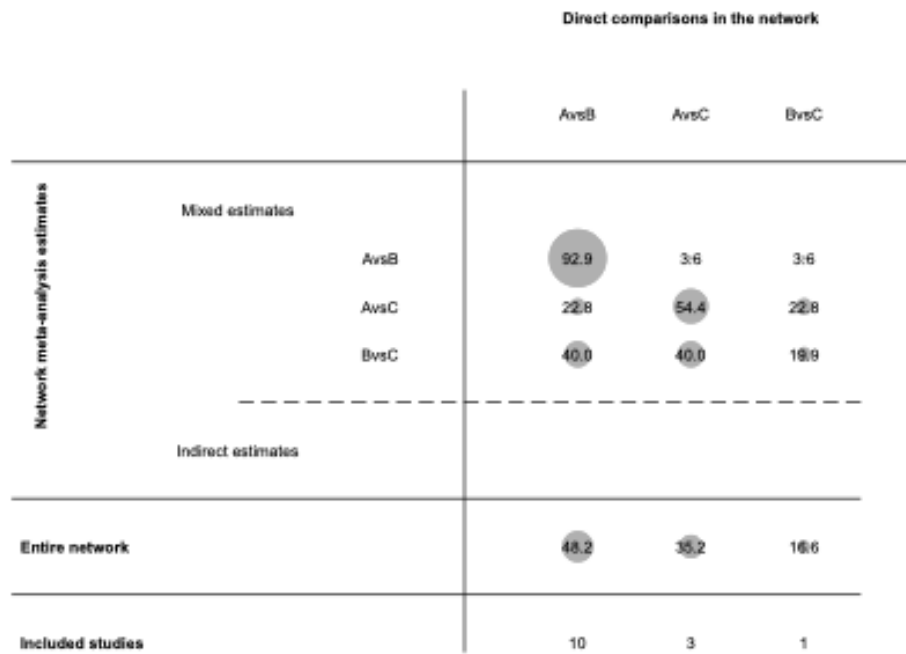 Direct comparisons in the network
AvsB AvsC BvsC
Network meta-analysis estimates
Mixed estimates
AvsB 92.9 3.6 3.6
AvsC 22.8 54.4 22.8
BvsC 40.0 40.0 19.9
Indirect estimates
Entire network 48.2 35.2 16.6
Included studies 10 3 1